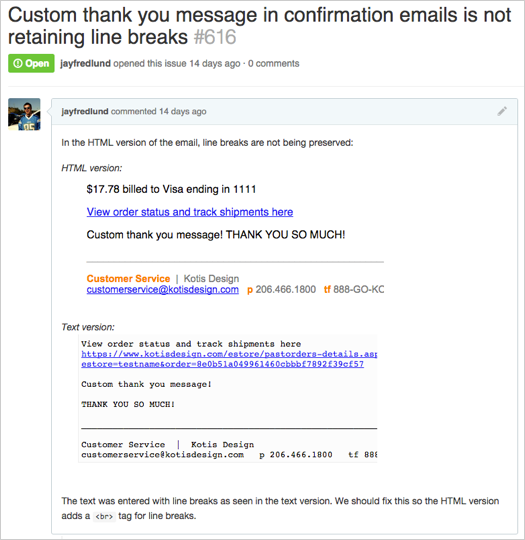 Custom thank you message in confirmation emails is not
retaining line breaks #616
Open jayfredlund opened this issue 14 days ago · 0 comments
jayfredlund commented 14 days ago
In the HTML version of the email, line breaks are not being preserved:
HTML version:
$17.78 billed to Visa ending in 1111
View order status and track shipments here
Custom thank you message! THANK YOU SO MUCH!
Customer Service | Kotis Design
customerservice@kotisdesign.com p 206.466.1800 tf 888-GO-KO
Text version:
View order status and track shipments here
https://www.kotisdesign.com/estore/pastorders-details.asp
estore=testname&order=8e0b51a049961460cbbbf7892f39cf57
Custom thank you message!
THANK YOU SO MUCH!
Customer Service | Kotis Design
customerservice@kotisdesign.com p 206.466.1800 tf 888
The text was entered with line breaks as seen in the text version. We should fix this so the HTML version
adds a <br> tag for line breaks.